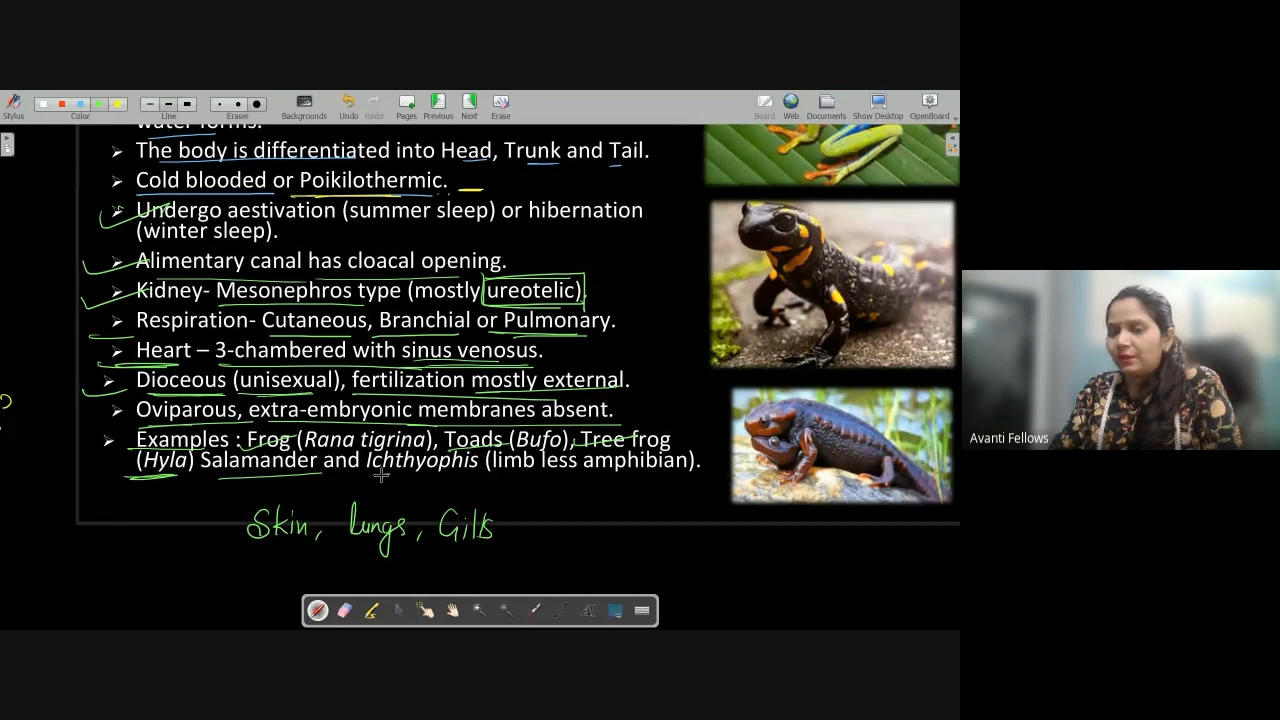 Stylus
Color
Line
Eraser
Backgrounds
Undo
Redo
Pages
Previous
Next
Erase
Board
Web
Documents
Show Desktop
OpenBoard
water forms.
➢ The body is differentiated into Head, Trunk and Tail.
➢ Cold blooded or Poikilothermic.
➢ Undergo aestivation (summer sleep) or hibernation
(winter sleep).
➢ Alimentary canal has cloacal opening.
➢ Kidney- Mesonephros type (mostly ureotelic).
➢ Respiration- Cutaneous, Branchial or Pulmonary.
➢ Heart – 3-chambered with sinus venosus.
➢ Dioceous (unisexual), fertilization mostly external.
➢ Oviparous, extra-embryonic membranes absent.
➢ Examples : Frog (Rana tigrina), Toads (Bufo), Tree frog
(Hyla) Salamander and Ichthyophis (limb less amphibian).
Skin, lungs, Gills
Avanti Fellows